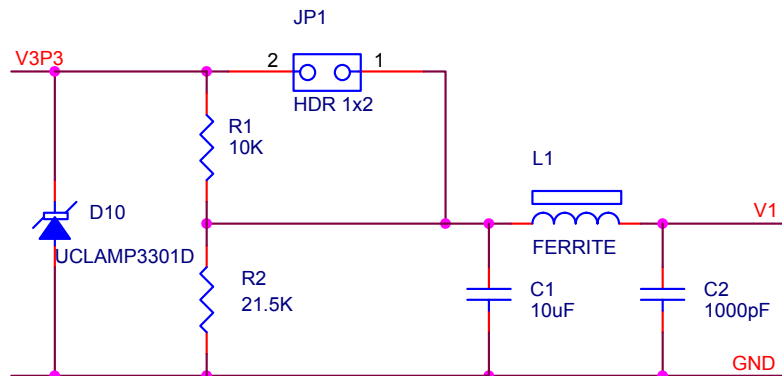 JP1
V3P3
2
1
HDR 1x2
R1
10K
L1
D10
V1
UCLAMP3301D
FERRITE
R2
21.5K
C1
10uF
C2
1000pF
GND